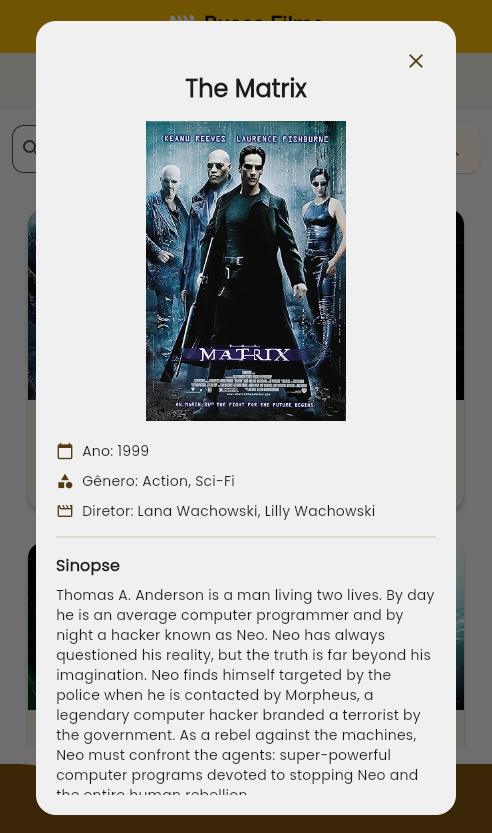 The Matrix
KEANU REEVES LAURENCE FISHBURNE
THE
MATRIX
ON MARCH 31ST THE FIGHT FOR THE FUTURE BEGINS.
Ano: 1999
Gênero: Action, Sci-Fi
Diretor: Lana Wachowski, Lilly Wachowski
Sinopse
Thomas A. Anderson is a man living two lives. By day
he is an average computer programmer and by
night a hacker known as Neo. Neo has always
questioned his reality, but the truth is far beyond his
imagination. Neo finds himself targeted by the
police when he is contacted by Morpheus, a
legendary computer hacker branded a terrorist by
the government. As a rebel against the machines,
Neo must confront the agents: super-powerful
computer programs devoted to stopping Neo and
the entire human rebellion.